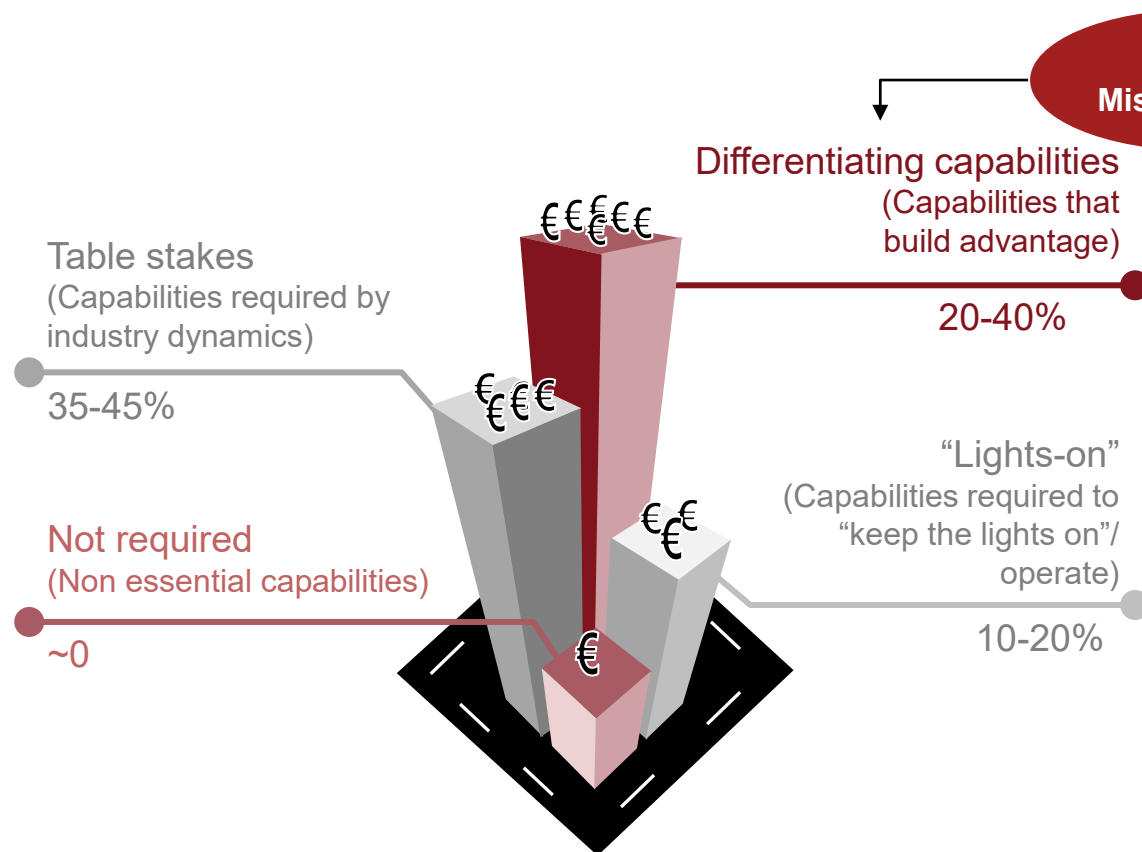 Mis
Differentiating capabilities
(Capabilities that
build advantage)
20-40%
€ € € € € €
Table stakes
(Capabilities required by
industry dynamics)
35-45%
€ € € €
“Lights-on”
(Capabilities required to
“keep the lights on”/
operate)
10-20%
€ € €
Not required
(Non essential capabilities)
~0
€